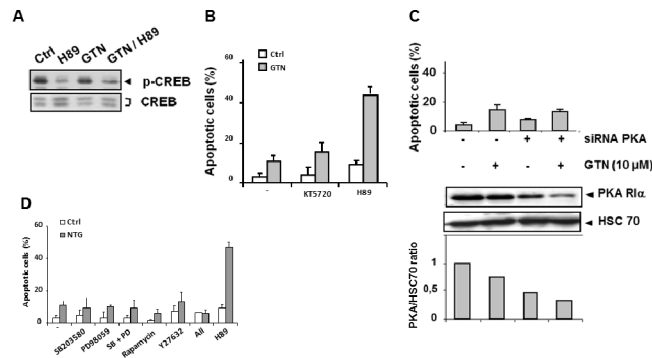 A
Ctrl
H89
GTN
GTN / H89
p-CREB
CREB
B
Apoptotic cells (%)
60
40
20
0
Ctrl
GTN
-
KT5720
H89
C
Apoptotic cells (%)
40
20
0
- - + + siRNA PKA
- + - + GTN (10 µM)
PKA RIα
HSC 70
PKA/HSC70 ratio
1
0,5
0
D
Apoptotic cells (%)
60
40
20
0
Ctrl
NTG
-
SB203580
PD98059
SB + PD
Rapamycin
Y27632
All
H89